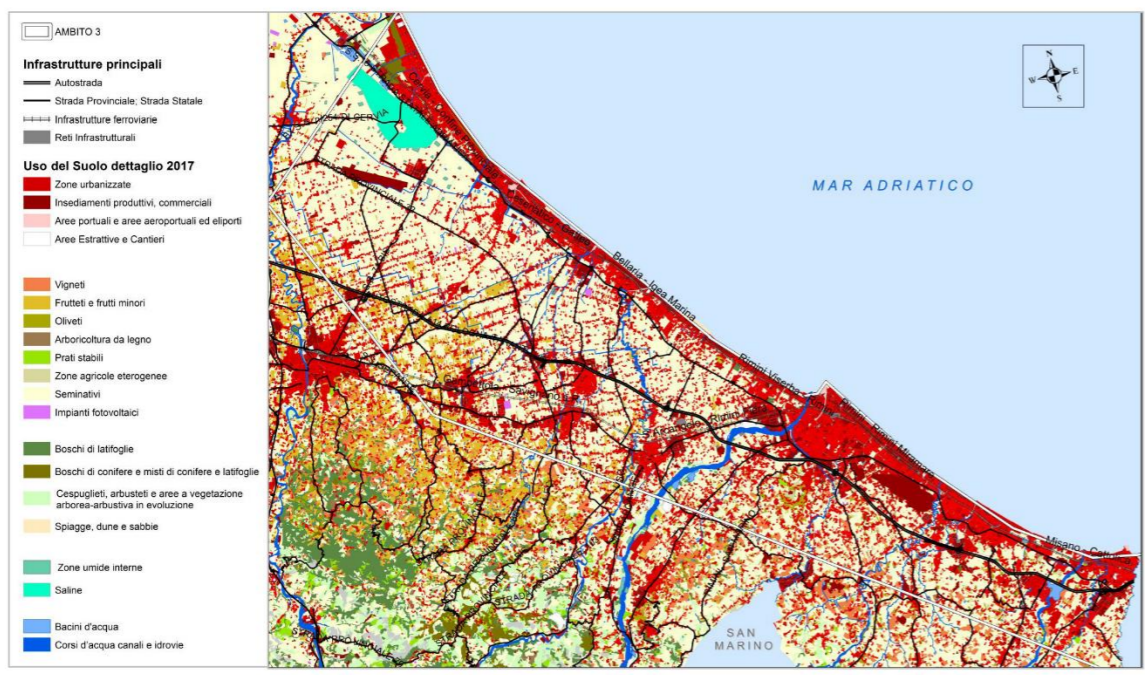 AMBITO 3
Infrastrutture principali
Autostrada
Strada Provinciale; Strada Statale
Infrastrutture ferroviarie
Reti Infrastrutturali
Uso del Suolo dettaglio 2017
Zone urbanizzate
Insediamenti produttivi, commerciali
Aree portuali e aree aeroportuali ed eliporti
Aree Estrattive e Cantieri
Vigneti
Frutteti e frutti minori
Oliveti
Arboricoltura da legno
Prati stabili
Zone agricole eterogenee
Seminativi
Impianti fotovoltaici
Boschi di latifoglie
Boschi di conifere e misti di conifere e latifoglie
Cespuglieti, arbusteti e aree a vegetazione
arborea-arbustiva in evoluzione
Spiagge, dune e sabbie
Zone umide interne
Saline
Bacini d'acqua
Corsi d'acqua canali e idrovie
N
W
E
S
MAR ADRIATICO
Bellaria - Igea Marina
Misano -
SAN
MARINO